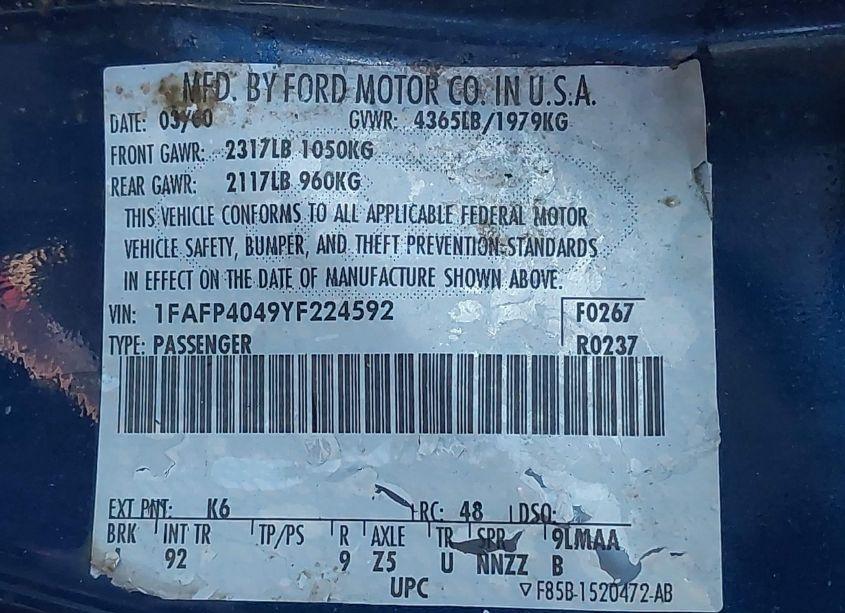 MFD. BY FORD MOTOR CO. IN U.S.A.
DATE: 03/00 GVWR: 4365LB/1979KG
FRONT GAWR: 2317LB 1050KG
REAR GAWR: 2117LB 960KG
THIS VEHICLE CONFORMS TO ALL APPLICABLE FEDERAL MOTOR
VEHICLE SAFETY, BUMPER, AND THEFT PREVENTION STANDARDS
IN EFFECT ON THE DATE OF MANUFACTURE SHOWN ABOVE.
VIN: 1FAFP4049YF224592 F0267
TYPE: PASSENGER R0237
EXT PNT: K6 RC: 48 DSO:
BRK INT TR TP/PS R AXLE TR SPR 9LMAA
92 9 Z5 U NNZZ B
UPC ▽F85B-1520472-AB